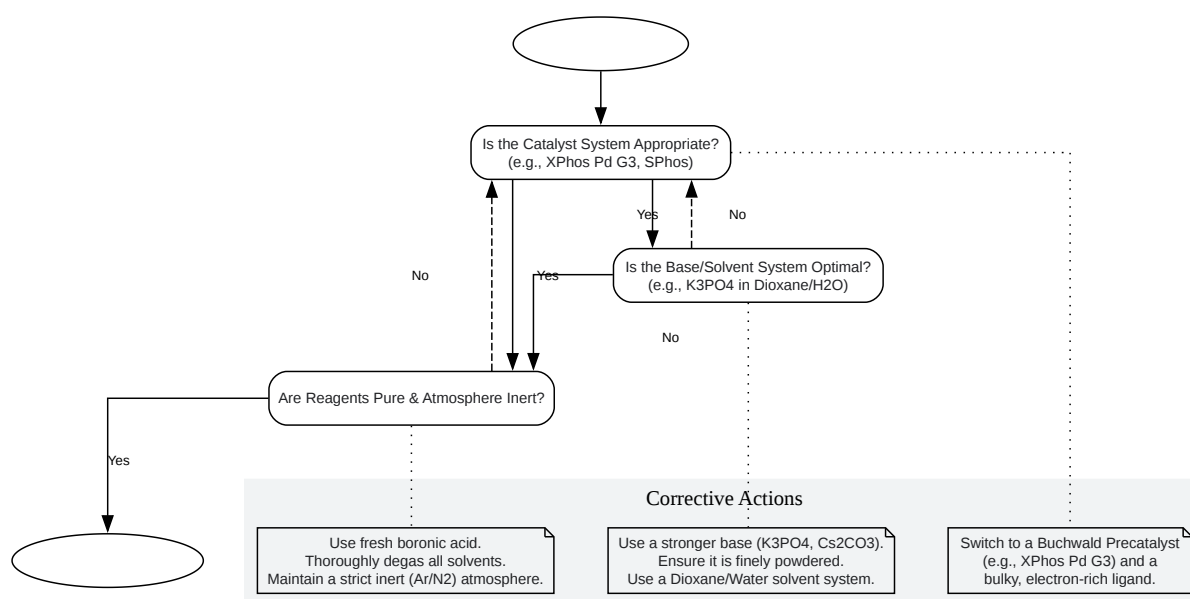 Is the Catalyst System Appropriate?
(e.g., XPhos Pd G3, SPhos)
Yes
No
Is the Base/Solvent System Optimal?
(e.g., K3PO4 in Dioxane/H2O)
No
Yes
No
Are Reagents Pure & Atmosphere Inert?
Yes
Corrective Actions
Use fresh boronic acid.
Thoroughly degas all solvents.
Maintain a strict inert (Ar/N2) atmosphere.
Use a stronger base (K3PO4, Cs2CO3).
Ensure it is finely powdered.
Use a Dioxane/Water solvent system.
Switch to a Buchwald Precatalyst
(e.g., XPhos Pd G3) and a
bulky, electron-rich ligand.